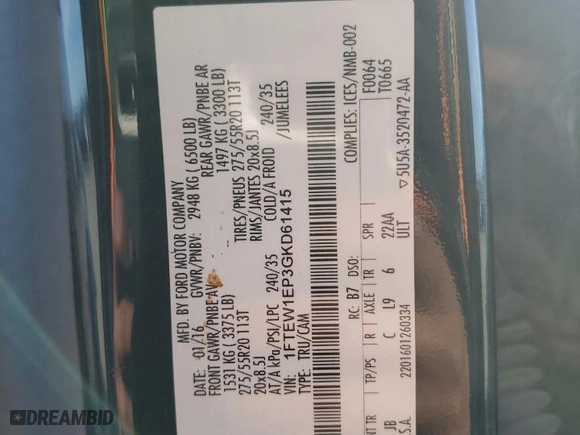 MFD. BY FORD MOTOR COMPANY
DATE: 01/16 GVWR/PNBV: 2948 KG ( 6500 LB)
FRONT GAWR/PNBE AV REAR GAWR/PNBE AR
1531 KG ( 3375 LB) 1497 KG ( 3300 LB)
275/55R20 113T TIRES/PNEUS 275/55R20 113T
20x8.5J RIMS/JANTES 20x8.5J
AT/A kPa/PSI/LPC 240/35 COLD/A FROID 240/35
VIN: 1FTEW1EP3GKD61415 /JUMELEES
TYPE: TRU/CAM
COMPLIES: ICES/NMB-002
RC: B7 DSO: F0064
T0665
INT TR TP/PS R AXLE TR SPR
JB C L9 6 22AA
ULT
S.A. 2201601260334 ▽5U5A-3520472-AA
DREAMBID